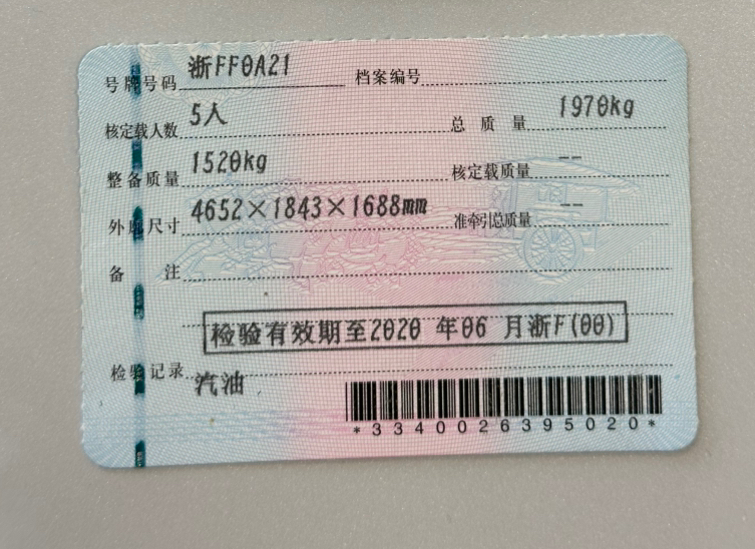 号牌号码 浙FF0A21 档案编号
核定载人数 5人 总质量 1970kg
整备质量 1520kg 核定载质量 --
外廓尺寸 4652×1843×1688mm 准牵引总质量 --
备注
检验有效期至2020 年06 月浙F(00)
检验记录 汽油
*3340026395020*